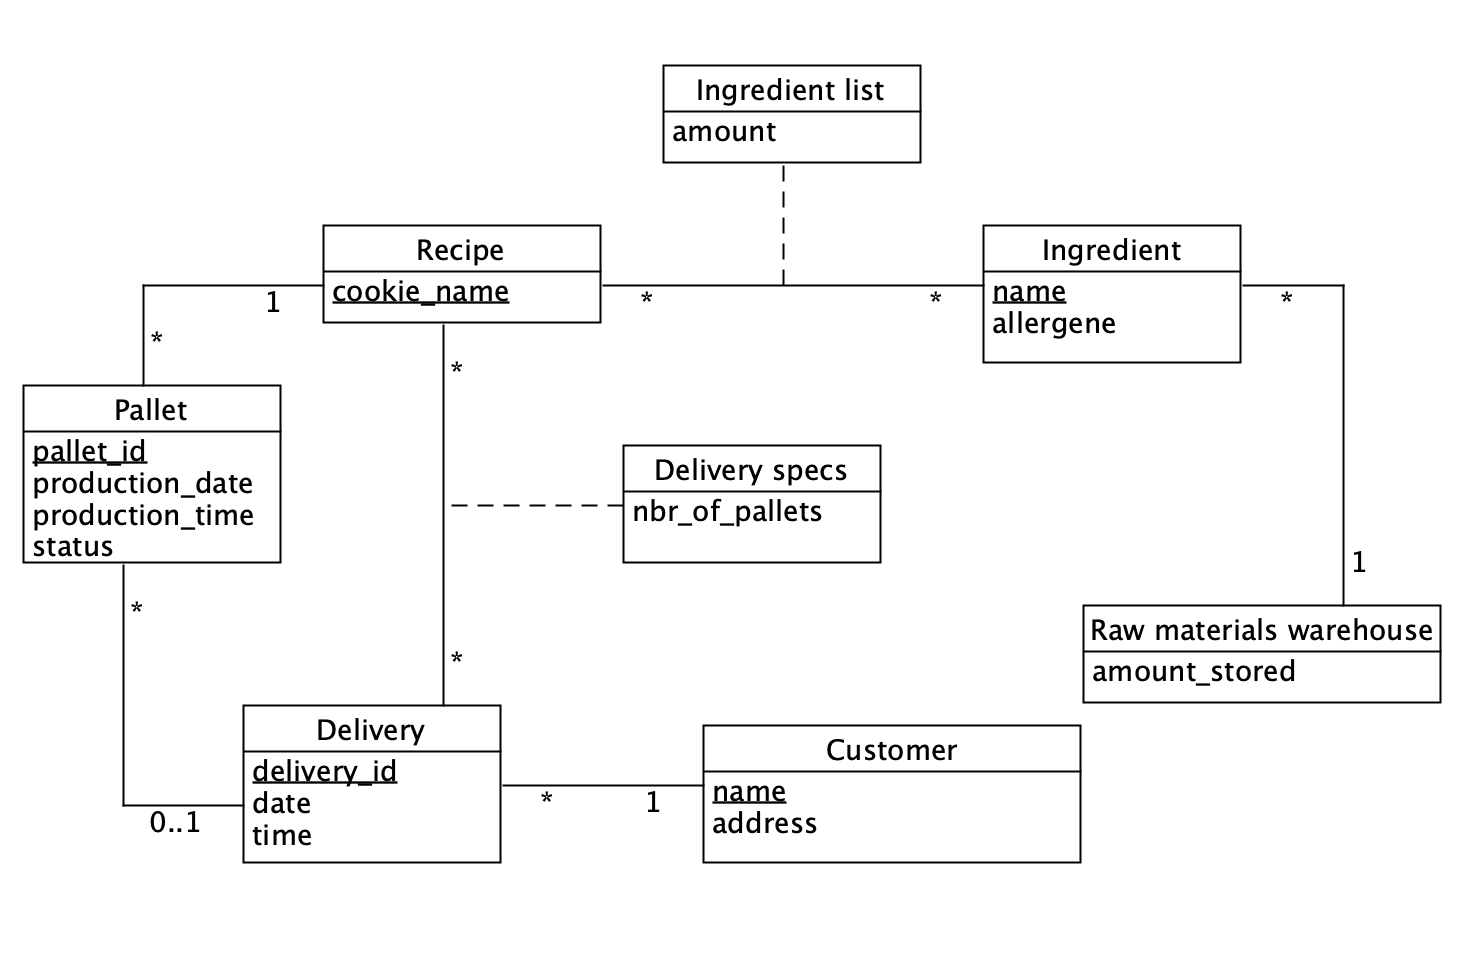 Ingredient list
amount
Recipe
cookie_name
Ingredient
name
allergene
1
*
*
*
*
*
Pallet
pallet_id
production_date
production_time
status
Delivery specs
nbr_of_pallets
1
*
*
Raw materials warehouse
amount_stored
Delivery
delivery_id
date
time
0..1
*
1
Customer
name
address